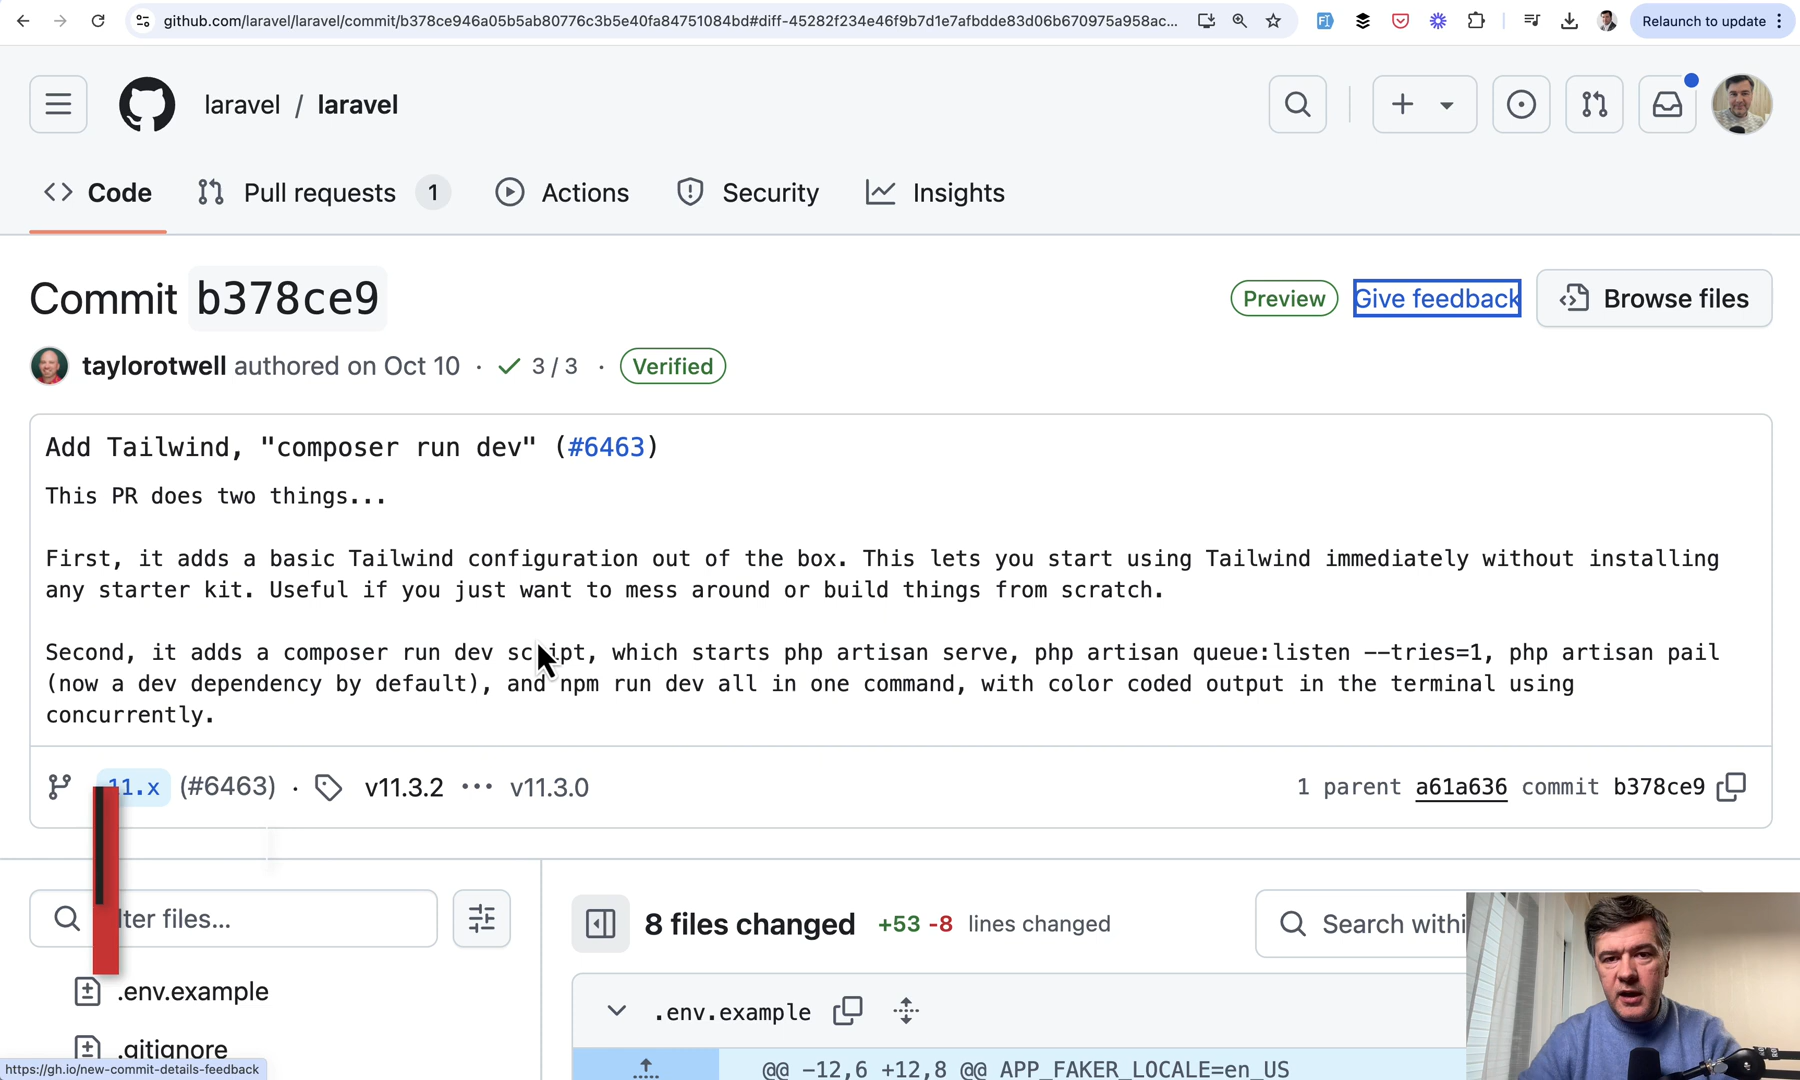 github.com/laravel/laravel/commit/b378ce946a05b5ab80776c3b5e40fa84751084bd#diff-45282f234e46f9b7d1e7afbdde83d06b670975a958ac...
Relaunch to update
laravel / laravel
Code
Pull requests 1
Actions
Security
Insights
Commit b378ce9
Preview
Give feedback
Browse files
taylorotwell authored on Oct 10 · 3 / 3 · Verified
Add Tailwind, "composer run dev" (#6463)
This PR does two things...
First, it adds a basic Tailwind configuration out of the box. This lets you start using Tailwind immediately without installing
any starter kit. Useful if you just want to mess around or build things from scratch.
Second, it adds a composer run dev script, which starts php artisan serve, php artisan queue:listen --tries=1, php artisan pail
(now a dev dependency by default), and npm run dev all in one command, with color coded output in the terminal using
concurrently.
11.x (#6463) · v11.3.2 ... v11.3.0
1 parent a61a636 commit b378ce9
lter files...
8 files changed +53 -8 lines changed
Search withi
.env.example
.env.example
.gitignore
@@ -12,6 +12,8 @@ APP_FAKER_LOCALE=en_US
https://gh.io/new-commit-details-feedback